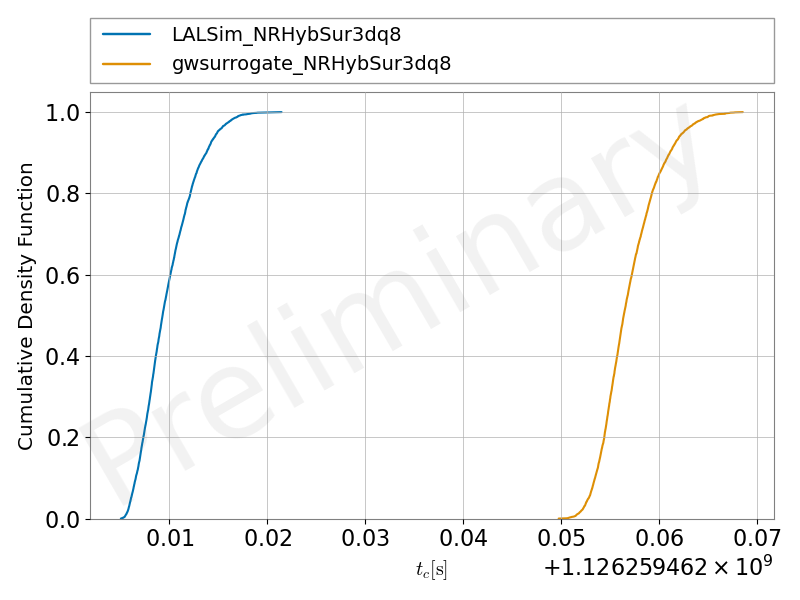 LALSim_NRHybSur3dq8
gwsurrogate_NRHybSur3dq8
Preliminary
Cumulative Density Function
1.0
0.8
0.6
0.4
0.2
0.0
0.01 0.02 0.03 0.04 0.05 0.06 0.07
t_c[s]
+1.126259462 × 10⁹